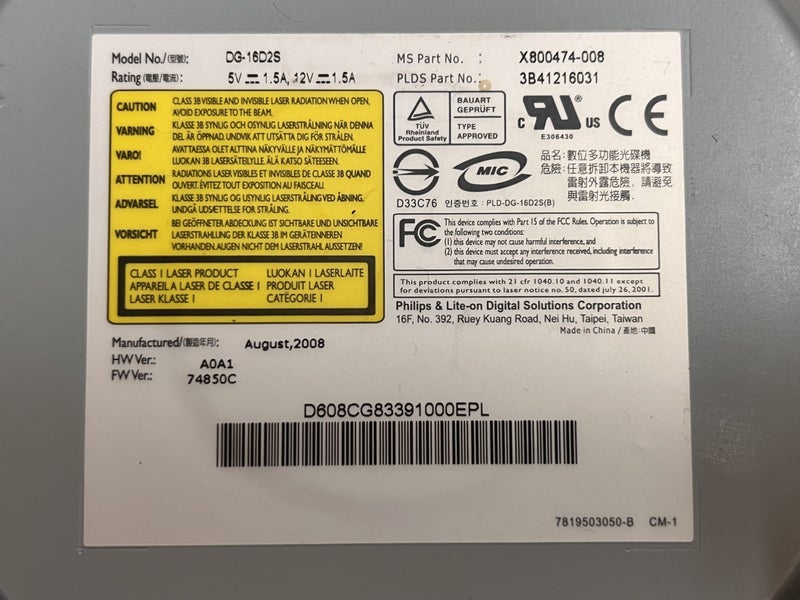 Model No./(型號): DG-16D2S
Rating(電壓/電流): 5V ⎓ 1.5A, 12V ⎓ 1.5A
MS Part No. : X800474-008
PLDS Part No.: 3B41216031
CAUTION CLASS 3B VISIBLE AND INVISIBLE LASER RADIATION WHEN OPEN,
AVOID EXPOSURE TO THE BEAM.
VARNING KLASSE 3B SYNLIG OCH OSYNLIG LASERSTRÅLNING NÄR DENNA
DEL ÄR ÖPPNAD UNDVIK ATT UTSÄTTA DIG FÖR STRÅLEN.
VARO! AVATTAESSA OLET ALTTINA NÄKYVÄLLE JA NÄKYMÄTTÖMÄLLE
LUOKAN 3B LASERSÄTEILYLLE. ÄLÄ KATSO SÄTEESEEN.
ATTENTION RADIATIONS LASER VISIBLES ET INVISIBLES DE CLASSE 3B QUAND
OUVERT. ÉVITEZ TOUT EXPOSITION AU FAISCEAU.
ADVARSEL KLASSE 3B SYNLIG OG USYNLIG LASERSTRÅLING VED ÅBNING.
UNDGÅ UDSÆTTELSE FOR STRÅLING.
VORSICHT BEI GEÖFFNETER ABDECKUNG IST SICHTBARE UND UNSICHTBARE
LASERSTRAHLUNG DER KLASSE 3B IM GERÄTEINNEREN
VORHANDEN. AUGEN NICHT DEM LASERSTRAHL AUSSETZEN!
CLASS I LASER PRODUCT LUOKAN I LASERLAITE
APPAREIL A LASER DE CLASSE I PRODUIT LASER
LASER KLASSE I CATÉGORIE I
TÜV
Rheinland
Product Safety
BAUART
GEPRÜFT
TYPE
APPROVED
c RU ® US
E306430
CE
D33C76
MIC
인증번호 : PLD-DG-16D2S(B)
品名: 數位多功能光碟機
危險: 任意拆卸本機器將導致
雷射外露危險, 請避免
與雷射光接觸.
FC
This device complies with Part 15 of the FCC Rules. Operation is subject to
the following two conditions:
(1) this device may not cause harmful interference, and
(2) this device must accept any interference received, including interference
that may cause undesired operation.
This product complies with 21 cfr 1040.10 and 1040.11 except
for deviations pursuant to laser notice no. 50, dated july 26, 2001.
Philips & Lite-on Digital Solutions Corporation
16F, No. 392, Ruey Kuang Road, Nei Hu, Taipei, Taiwan
Made in China / 產地:中國
Manufactured/(製造年月): August,2008
HW Ver.: A0A1
FW Ver.: 74850C
D608CG83391000EPL
7819503050-B CM-1